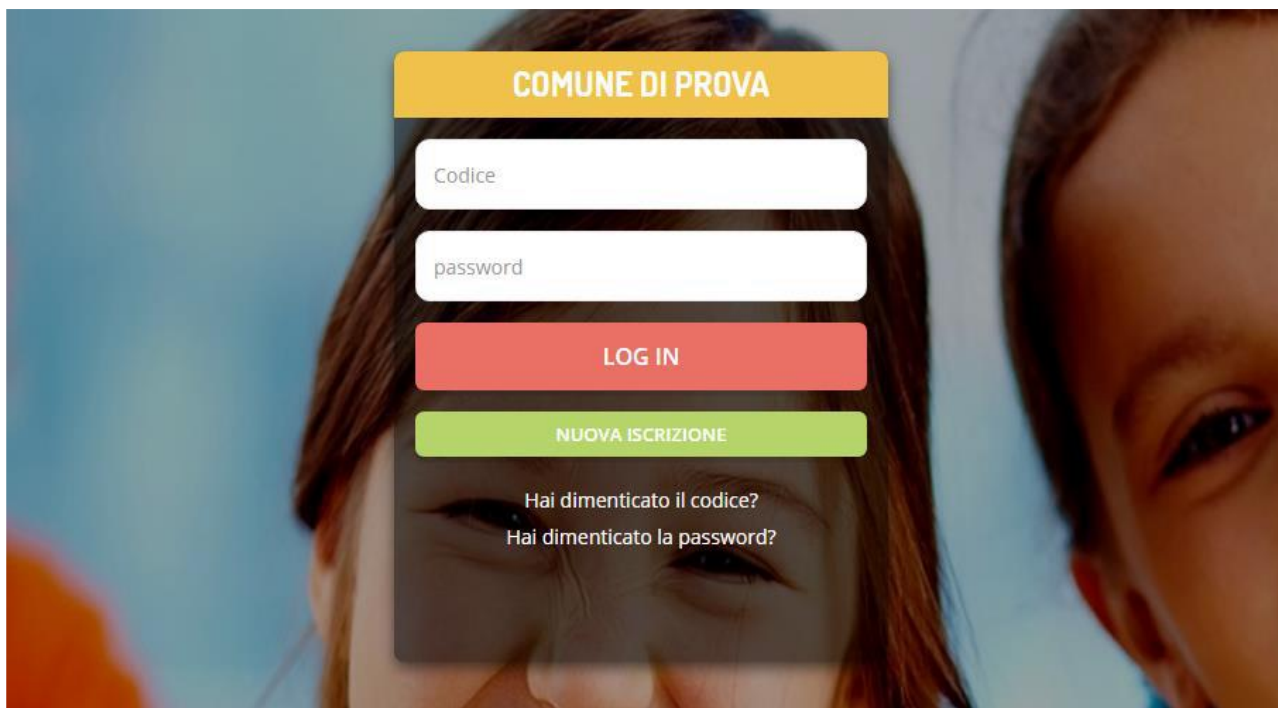 COMUNE DI PROVA
Codice
password
LOG IN
NUOVA ISCRIZIONE
Hai dimenticato il codice?
Hai dimenticato la password?